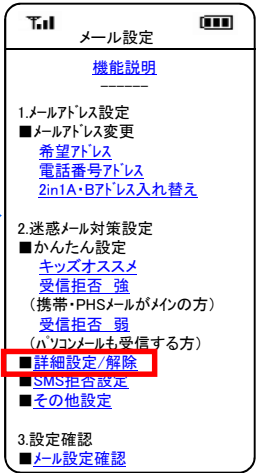 メール設定
機能説明
------
1.ﾒｰﾙｱﾄﾞﾚｽ設定
■ﾒｰﾙｱﾄﾞﾚｽ変更
希望ｱﾄﾞﾚｽ
電話番号ｱﾄﾞﾚｽ
2in1A・Bｱﾄﾞﾚｽ入れ替え
2.迷惑ﾒｰﾙ対策設定
■かんたん設定
キッズオススメ
受信拒否 強
(携帯・PHSﾒｰﾙがﾒｲﾝの方)
受信拒否 弱
(ﾊﾟｿｺﾝﾒｰﾙも受信する方)
■詳細設定/解除
■SMS拒否設定
■その他設定
3.設定確認
■ﾒｰﾙ設定確認